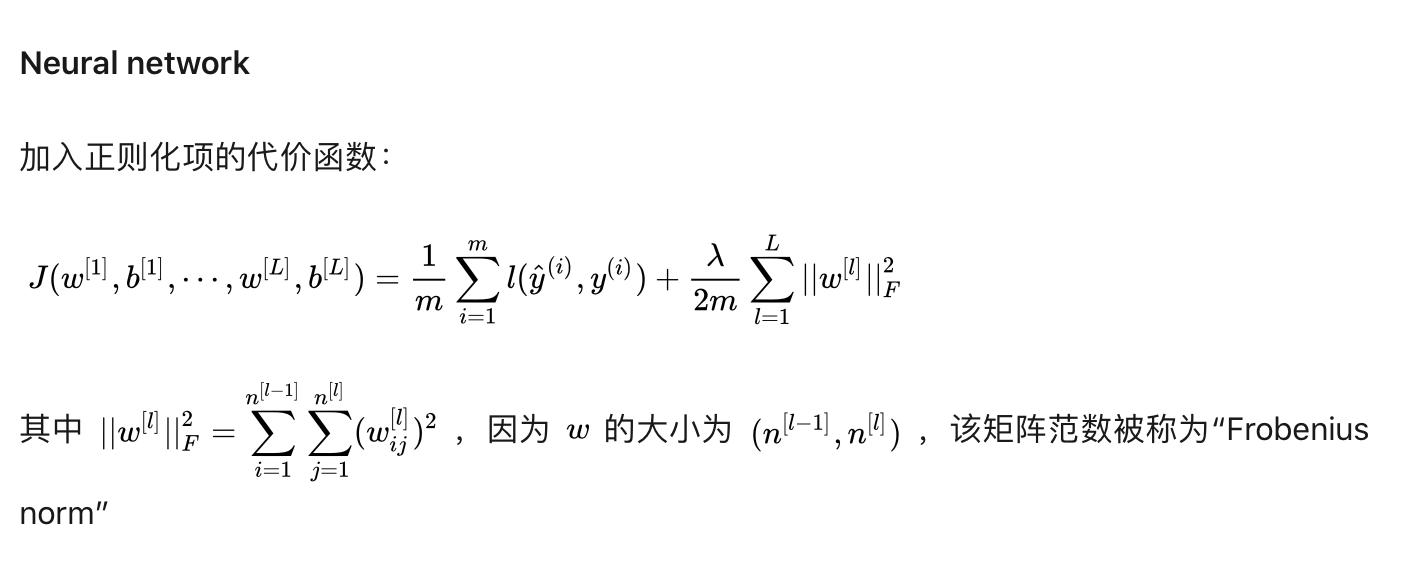 Neural network
加入正则化项的代价函数：
$J(w^{[1]}, b^{[1]}, \cdots, w^{[L]}, b^{[L]}) = \frac{1}{m} \sum_{i=1}^{m} l(\hat{y}^{(i)}, y^{(i)}) + \frac{\lambda}{2m} \sum_{l=1}^{L} ||w^{[l]}||_F^2$
其中 $||w^{[l]}||_F^2 = \sum_{i=1}^{n^{[l-1]}} \sum_{j=1}^{n^{[l]}} (w_{ij}^{[l]})^2$ ，因为 $w$ 的大小为 $(n^{[l-1]}, n^{[l]})$ ，该矩阵范数被称为“Frobenius
norm”